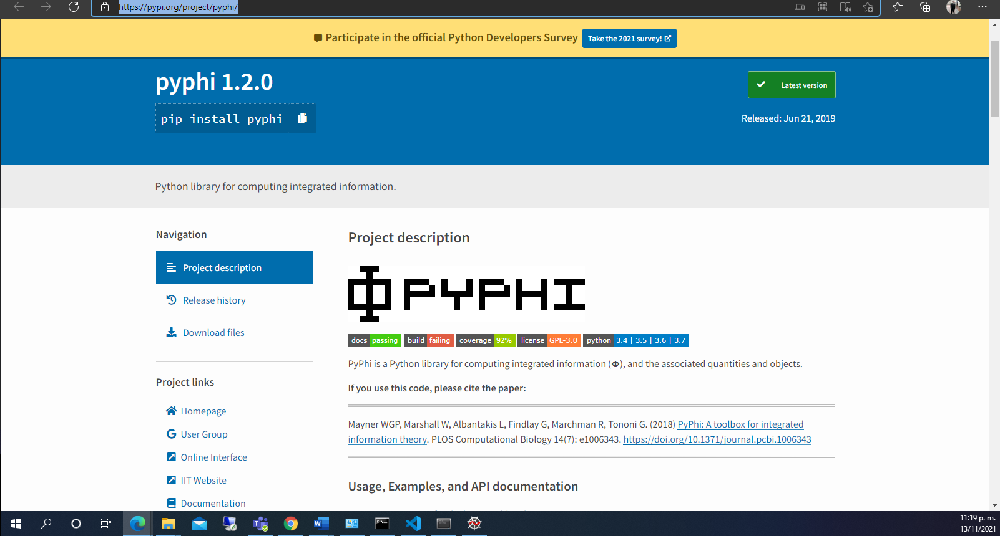 https://pypi.org/project/pyphi/
Participate in the official Python Developers Survey Take the 2021 survey!
pyphi 1.2.0
Latest version
pip install pyphi
Released: Jun 21, 2019
Python library for computing integrated information.
Navigation
Project description
Release history
Download files
Project links
Homepage
User Group
Online Interface
IIT Website
Documentation
Project description
PYPHI
docs passing build failing coverage 92% license GPL-3.0 python 3.4 | 3.5 | 3.6 | 3.7
PyPhi is a Python library for computing integrated information (Φ), and the associated quantities and objects.
If you use this code, please cite the paper:
Mayner WGP, Marshall W, Albantakis L, Findlay G, Marchman R, Tononi G. (2018) PyPhi: A toolbox for integrated
information theory. PLOS Computational Biology 14(7): e1006343. https://doi.org/10.1371/journal.pcbi.1006343
Usage, Examples, and API documentation
11:19 p. m.
13/11/2021